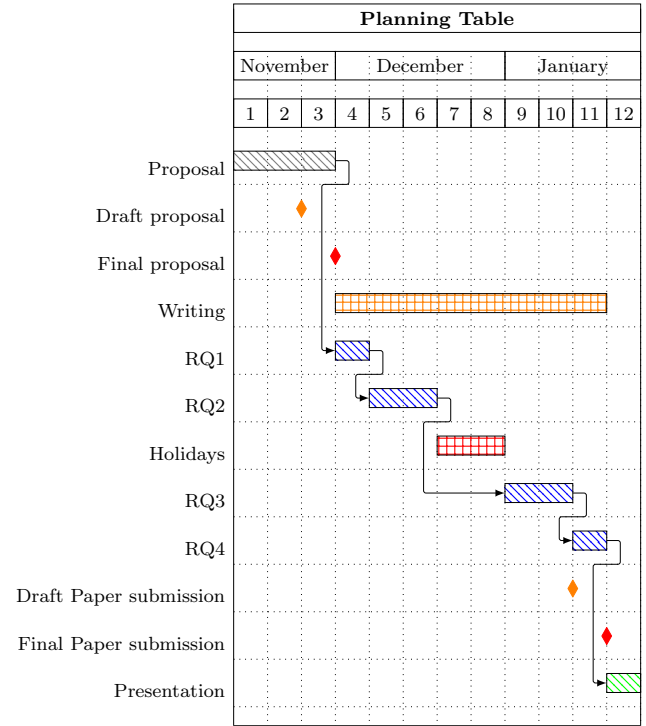 Planning Table
November December January
1 2 3 4 5 6 7 8 9 10 11 12
Proposal
Draft proposal
Final proposal
Writing
RQ1
RQ2
Holidays
RQ3
RQ4
Draft Paper submission
Final Paper submission
Presentation